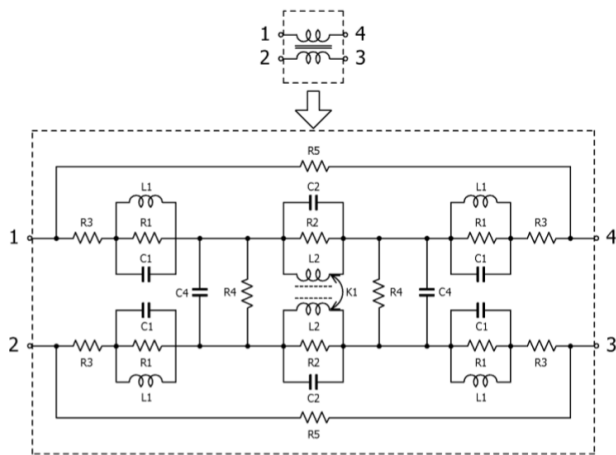 1 4
2 3
R5
L1 C2 L1
R3 R1 R2 R1 R3
1 4
C1 L2 C1
C4 R4 K1 R4 C4
C1 L2 C1
2 3
R3 R1 R2 R1 R3
L1 C2 L1
R5